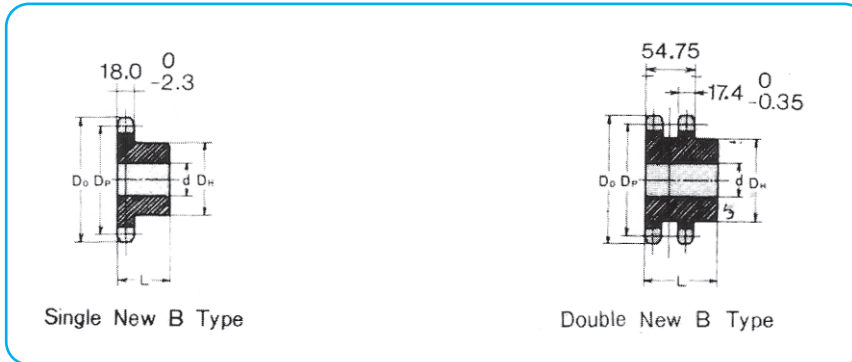 54.75
18.0 0 -2.3
17.4 0 -0.35
Do Dp d DH
Do Dp d DH
L
L
Single New B Type
Double New B Type